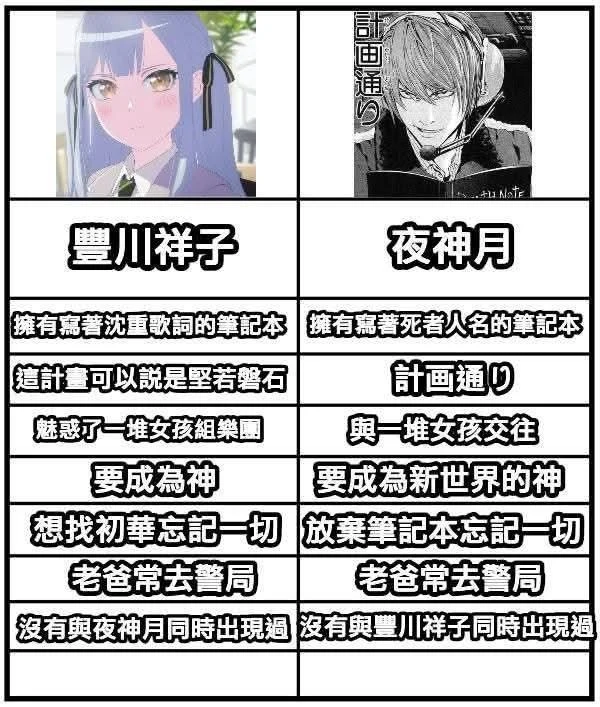 計画通り
DEATH NOTE
豐川祥子
夜神月
擁有寫著沈重歌詞的筆記本
擁有寫著死者人名的筆記本
這計畫可以說是堅若磐石
計画通り
魅惑了一堆女孩組樂團
與一堆女孩交往
要成為神
要成為新世界的神
想找初華忘記一切
放棄筆記本忘記一切
老爸常去警局
老爸常去警局
沒有與夜神月同時出現過
沒有與豐川祥子同時出現過